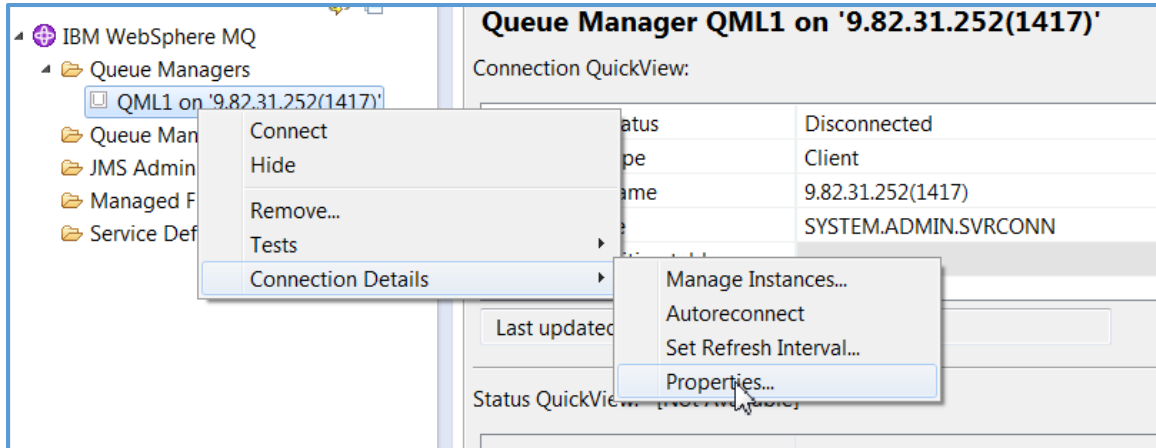 IBM WebSphere MQ
Queue Managers
QML1 on '9.82.31.252(1417)'
Queue Man
JMS Admin
Managed F
Service Def
Connect
Hide
Remove...
Tests
Connection Details
Manage Instances...
Autoreconnect
Set Refresh Interval...
Properties...
Queue Manager QML1 on '9.82.31.252(1417)'
Connection QuickView:
atus Disconnected
pe Client
ame 9.82.31.252(1417)
SYSTEM.ADMIN.SVRCONN
Last updated
Status QuickView: